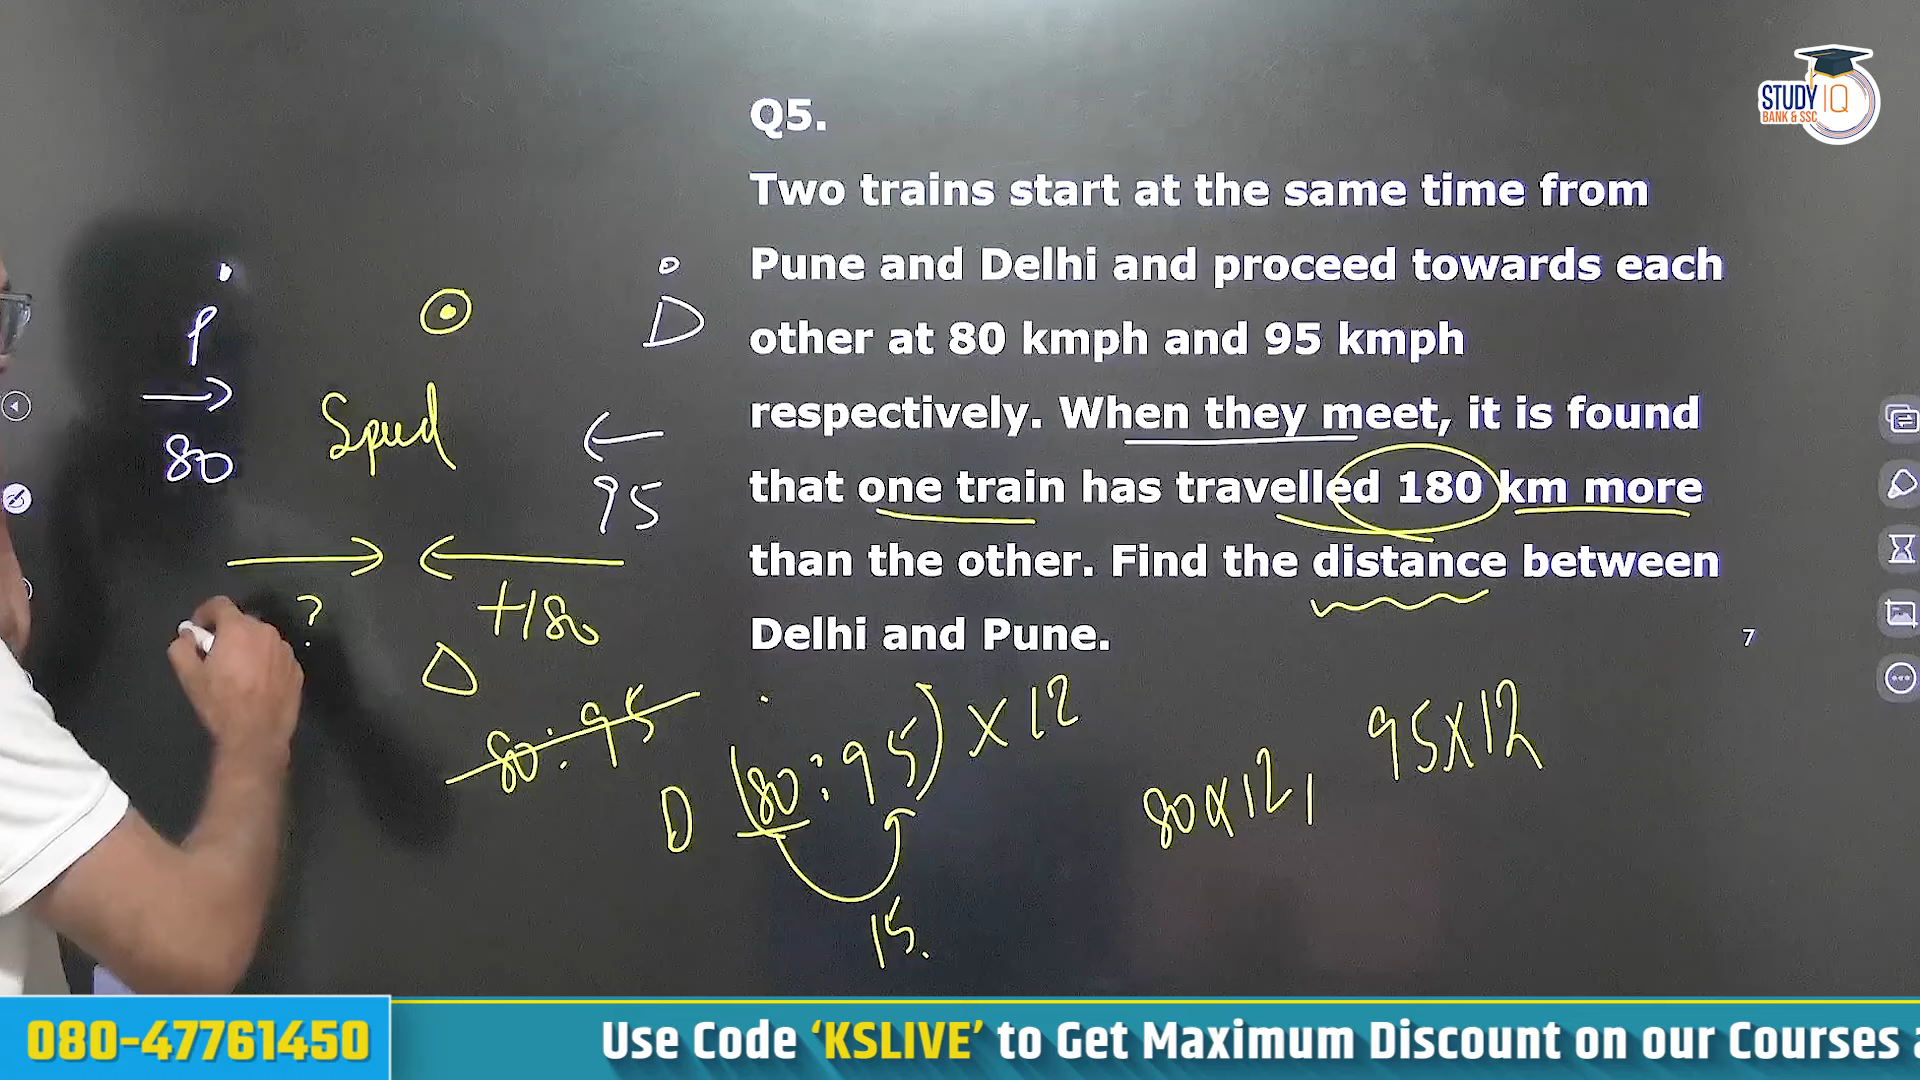 STUDY IQ
BANK & SSC
Q5.
Two trains start at the same time from
Pune and Delhi and proceed towards each
other at 80 kmph and 95 kmph
respectively. When they meet, it is found
that one train has travelled 180 km more
than the other. Find the distance between
Delhi and Pune.
7
P
D
→
80
Speed
←
95
→ ←
?
+180
D
80:95
D (80:95) × 12
15.
80×12, 95×12
080-47761450
Use Code ‘KSLIVE’ to Get Maximum Discount on our Courses a